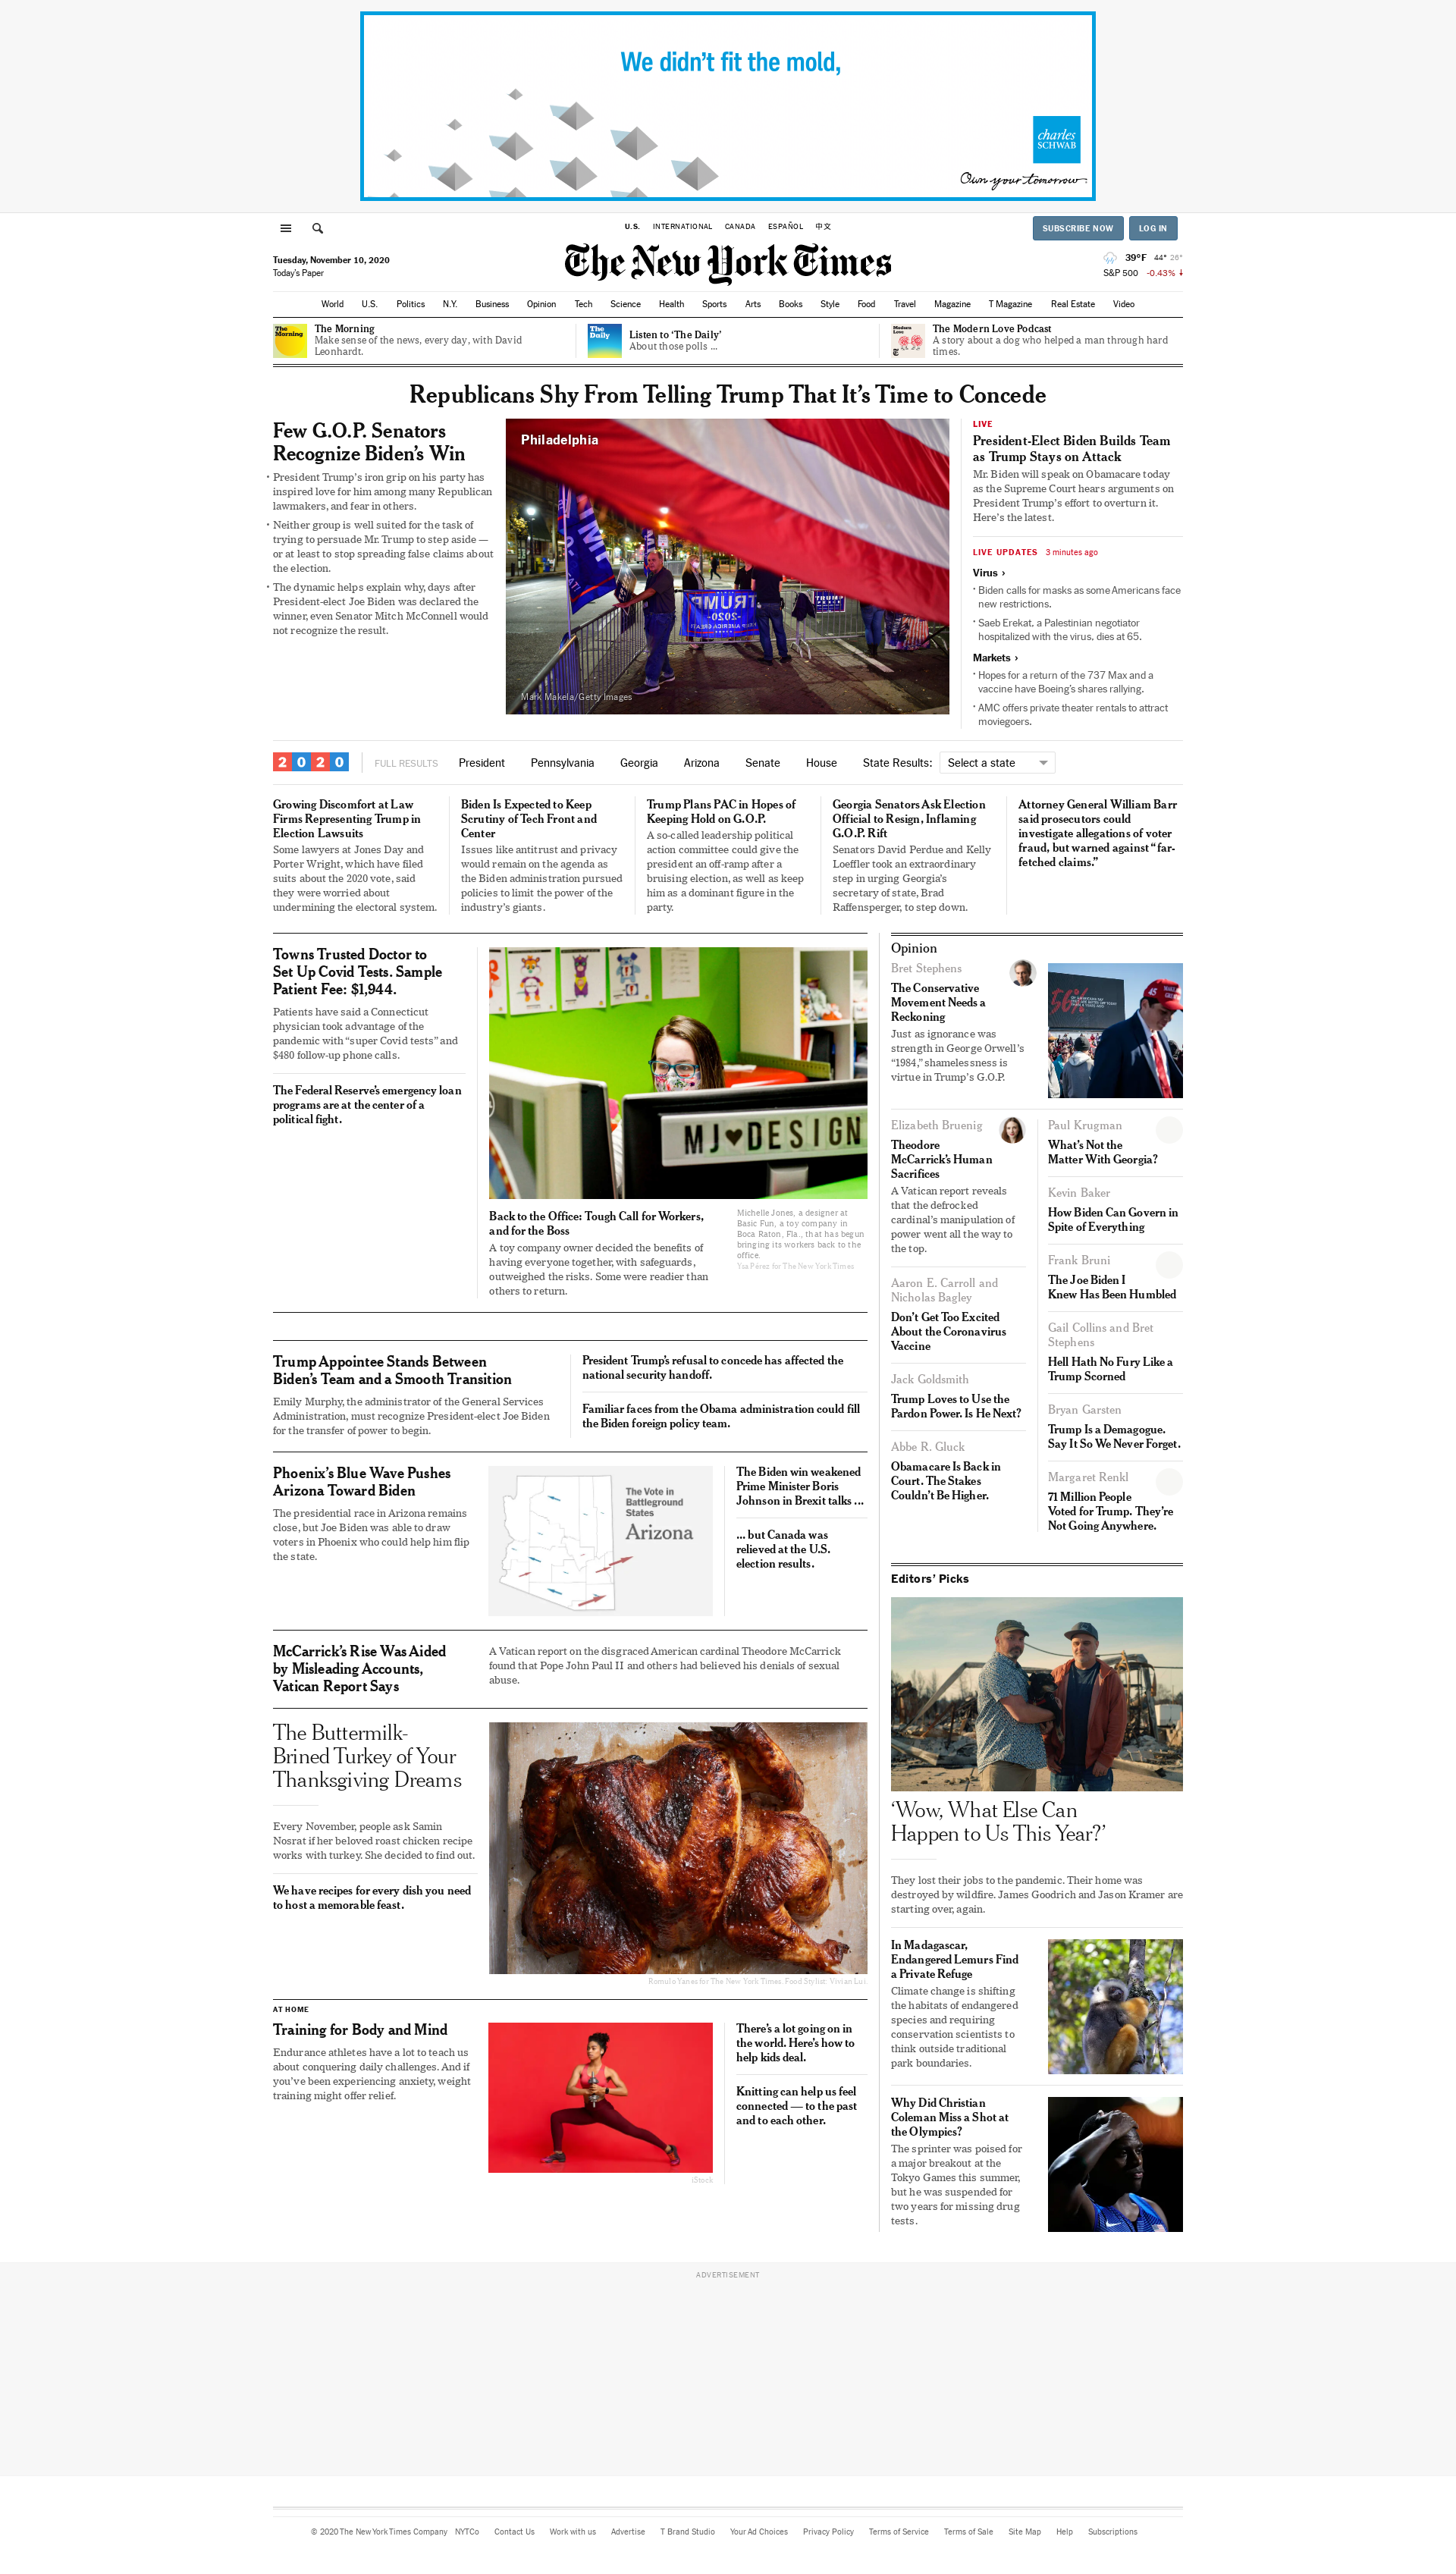 We didn't fit the mold,
charles
SCHWAB
Own your tomorrow
U.S. INTERNATIONAL CANADA ESPAÑOL 中文
SUBSCRIBE NOW LOG IN
The New York Times
Tuesday, November 10, 2020
Today's Paper
39°F 44° 26°
S&P 500 -0.43%
World U.S. Politics N.Y. Business Opinion Tech Science Health Sports Arts Books Style Food Travel Magazine T Magazine Real Estate Video
The Morning
The Morning
Make sense of the news, every day, with David
Leonhardt.
The Daily
Listen to ‘The Daily’
About those polls …
Modern Love
The Modern Love Podcast
A story about a dog who helped a man through hard
times.
Republicans Shy From Telling Trump That It’s Time to Concede
Few G.O.P. Senators
Recognize Biden’s Win
• President Trump’s iron grip on his party has
inspired love for him among many Republican
lawmakers, and fear in others.
• Neither group is well suited for the task of
trying to persuade Mr. Trump to step aside —
or at least to stop spreading false claims about
the election.
• The dynamic helps explain why, days after
President-elect Joe Biden was declared the
winner, even Senator Mitch McConnell would
not recognize the result.
Philadelphia
TRUMP
-2020-
TRUMP
Mark Makela/Getty Images
LIVE
President-Elect Biden Builds Team
as Trump Stays on Attack
Mr. Biden will speak on Obamacare today
as the Supreme Court hears arguments on
President Trump’s effort to overturn it.
Here’s the latest.
LIVE UPDATES 3 minutes ago
Virus ›
• Biden calls for masks as some Americans face
new restrictions.
• Saeb Erekat, a Palestinian negotiator
hospitalized with the virus, dies at 65.
Markets ›
• Hopes for a return of the 737 Max and a
vaccine have Boeing’s shares rallying.
• AMC offers private theater rentals to attract
moviegoers.
2020 FULL RESULTS President Pennsylvania Georgia Arizona Senate House State Results: Select a state
Growing Discomfort at Law
Firms Representing Trump in
Election Lawsuits
Some lawyers at Jones Day and
Porter Wright, which have filed
suits about the 2020 vote, said
they were worried about
undermining the electoral system.
Biden Is Expected to Keep
Scrutiny of Tech Front and
Center
Issues like antitrust and privacy
would remain on the agenda as
the Biden administration pursued
policies to limit the power of the
industry’s giants.
Trump Plans PAC in Hopes of
Keeping Hold on G.O.P.
A so-called leadership political
action committee could give the
president an off-ramp after a
bruising election, as well as keep
him as a dominant figure in the
party.
Georgia Senators Ask Election
Official to Resign, Inflaming
G.O.P. Rift
Senators David Perdue and Kelly
Loeffler took an extraordinary
step in urging Georgia’s
secretary of state, Brad
Raffensperger, to step down.
Attorney General William Barr
said prosecutors could
investigate allegations of voter
fraud, but warned against “far-
fetched claims.”
Towns Trusted Doctor to
Set Up Covid Tests. Sample
Patient Fee: $1,944.
Patients have said a Connecticut
physician took advantage of the
pandemic with “super Covid tests” and
$480 follow-up phone calls.
The Federal Reserve’s emergency loan
programs are at the center of a
political fight.
MJ♥DESIGN
Back to the Office: Tough Call for Workers,
and for the Boss
A toy company owner decided the benefits of
having everyone together, with safeguards,
outweighed the risks. Some were readier than
others to return.
Michelle Jones, a designer at
Basic Fun, a toy company in
Boca Raton, Fla., that has begun
bringing its workers back to the
office.
Ysa Pérez for The New York Times
Trump Appointee Stands Between
Biden’s Team and a Smooth Transition
Emily Murphy, the administrator of the General Services
Administration, must recognize President-elect Joe Biden
for the transfer of power to begin.
President Trump’s refusal to concede has affected the
national security handoff.
Familiar faces from the Obama administration could fill
the Biden foreign policy team.
Phoenix’s Blue Wave Pushes
Arizona Toward Biden
The presidential race in Arizona remains
close, but Joe Biden was able to draw
voters in Phoenix who could help him flip
the state.
The Vote in
Battleground
States
Arizona
The Biden win weakened
Prime Minister Boris
Johnson in Brexit talks …
… but Canada was
relieved at the U.S.
election results.
McCarrick’s Rise Was Aided
by Misleading Accounts,
Vatican Report Says
A Vatican report on the disgraced American cardinal Theodore McCarrick
found that Pope John Paul II and others had believed his denials of sexual
abuse.
The Buttermilk-
Brined Turkey of Your
Thanksgiving Dreams
Every November, people ask Samin
Nosrat if her beloved roast chicken recipe
works with turkey. She decided to find out.
We have recipes for every dish you need
to host a memorable feast.
Romulo Yanes for The New York Times. Food Stylist: Vivian Lui.
AT HOME
Training for Body and Mind
Endurance athletes have a lot to teach us
about conquering daily challenges. And if
you’ve been experiencing anxiety, weight
training might offer relief.
iStock
There’s a lot going on in
the world. Here’s how to
help kids deal.
Knitting can help us feel
connected — to the past
and to each other.
Opinion
Bret Stephens
The Conservative
Movement Needs a
Reckoning
Just as ignorance was
strength in George Orwell’s
“1984,” shamelessness is
virtue in Trump’s G.O.P.
56%
45
Elizabeth Bruenig
Theodore
McCarrick’s Human
Sacrifices
A Vatican report reveals
that the defrocked
cardinal’s manipulation of
power went all the way to
the top.
Aaron E. Carroll and
Nicholas Bagley
Don’t Get Too Excited
About the Coronavirus
Vaccine
Jack Goldsmith
Trump Loves to Use the
Pardon Power. Is He Next?
Abbe R. Gluck
Obamacare Is Back in
Court. The Stakes
Couldn’t Be Higher.
Paul Krugman
What’s Not the
Matter With Georgia?
Kevin Baker
How Biden Can Govern in
Spite of Everything
Frank Bruni
The Joe Biden I
Knew Has Been Humbled
Gail Collins and Bret
Stephens
Hell Hath No Fury Like a
Trump Scorned
Bryan Garsten
Trump Is a Demagogue.
Say It So We Never Forget.
Margaret Renkl
71 Million People
Voted for Trump. They’re
Not Going Anywhere.
Editors’ Picks
‘Wow, What Else Can
Happen to Us This Year?’
They lost their jobs to the pandemic. Their home was
destroyed by wildfire. James Goodrich and Jason Kramer are
starting over, again.
In Madagascar,
Endangered Lemurs Find
a Private Refuge
Climate change is shifting
the habitats of endangered
species and requiring
conservation scientists to
think outside traditional
park boundaries.
Why Did Christian
Coleman Miss a Shot at
the Olympics?
The sprinter was poised for
a major breakout at the
Tokyo Games this summer,
but he was suspended for
two years for missing drug
tests.
ADVERTISEMENT
© 2020 The New York Times Company NYTCo Contact Us Work with us Advertise T Brand Studio Your Ad Choices Privacy Policy Terms of Service Terms of Sale Site Map Help Subscriptions